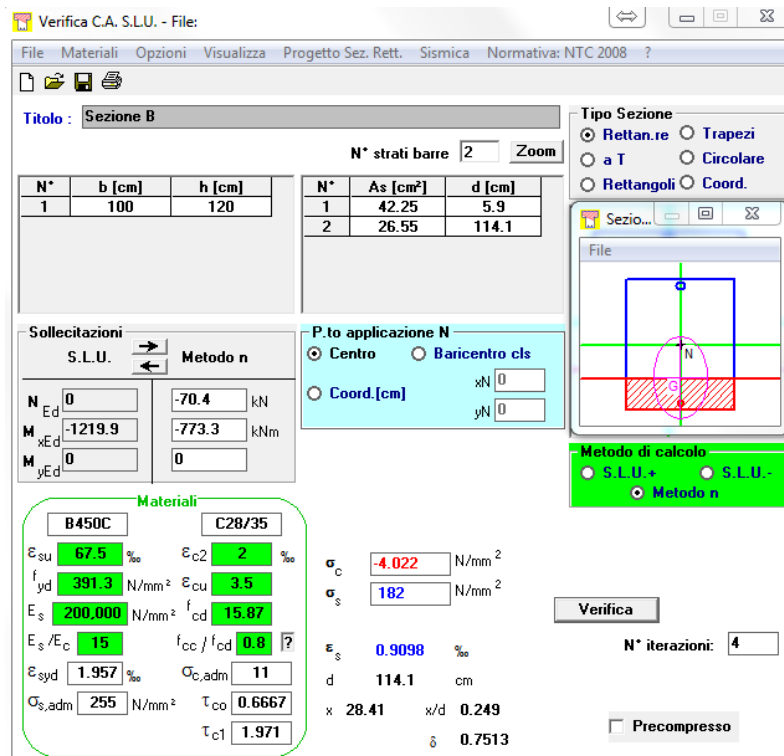 Verifica C.A. S.L.U. - File:
File Materiali Opzioni Visualizza Progetto Sez. Rett. Sismica Normativa: NTC 2008 ?
Titolo : Sezione B
N° strati barre 2 Zoom
N° b [cm] h [cm]
1 100 120
N° As [cm²] d [cm]
1 42.25 5.9
2 26.55 114.1
Tipo Sezione
Rettan.re Trapezi
a T Circolare
Rettangoli Coord.
Sezio...
File
N
G
Sollecitazioni
S.L.U. Metodo n
N Ed 0 -70.4 kN
M xEd -1219.9 -773.3 kNm
M yEd 0 0
P.to applicazione N
Centro Baricentro cls
Coord.[cm] xN 0
yN 0
Metodo di calcolo
S.L.U.+ S.L.U.-
Metodo n
Materiali
B450C C28/35
εsu 67.5 ‰ εc2 2 ‰
fyd 391.3 N/mm² εcu 3.5
Es 200,000 N/mm² fcd 15.87
Es /Ec 15 fcc / fcd 0.8 ?
εsyd 1.957 ‰ σc,adm 11
σs,adm 255 N/mm² τco 0.6667
τc1 1.971
σc -4.022 N/mm²
σs 182 N/mm²
εs 0.9098 ‰
d 114.1 cm
x 28.41 x/d 0.249
δ 0.7513
Verifica
N° iterazioni: 4
Precompresso